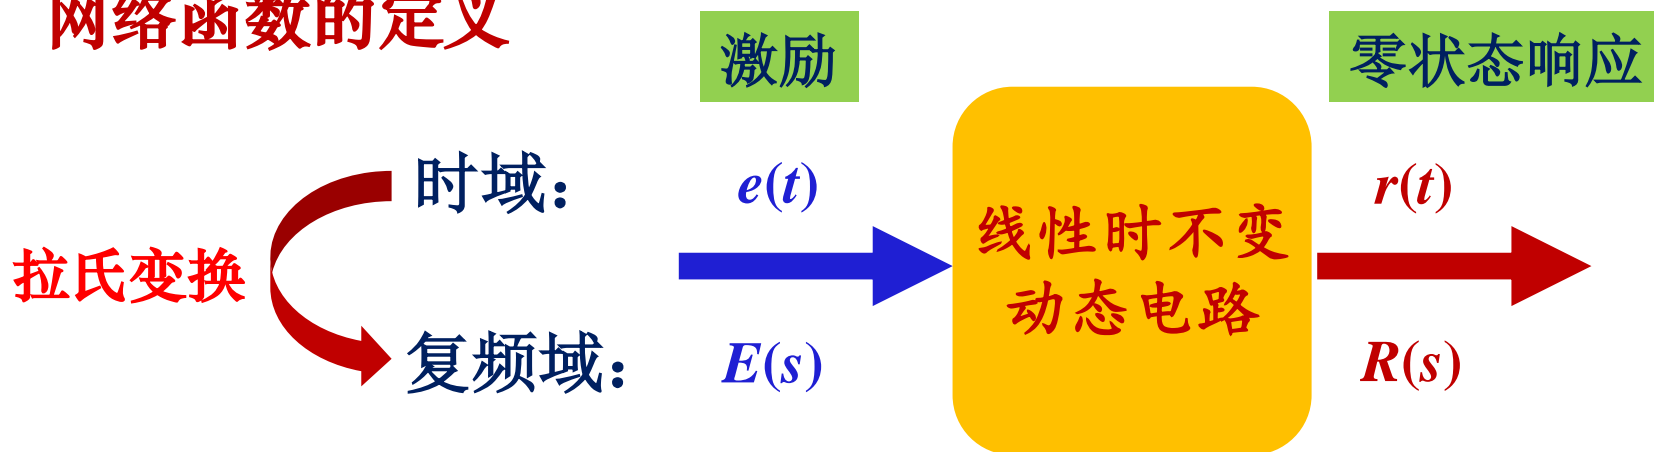 网络函数的定义
激励
零状态响应
时域：
e(t)
r(t)
线性时不变
动态电路
拉氏变换
复频域：
E(s)
R(s)